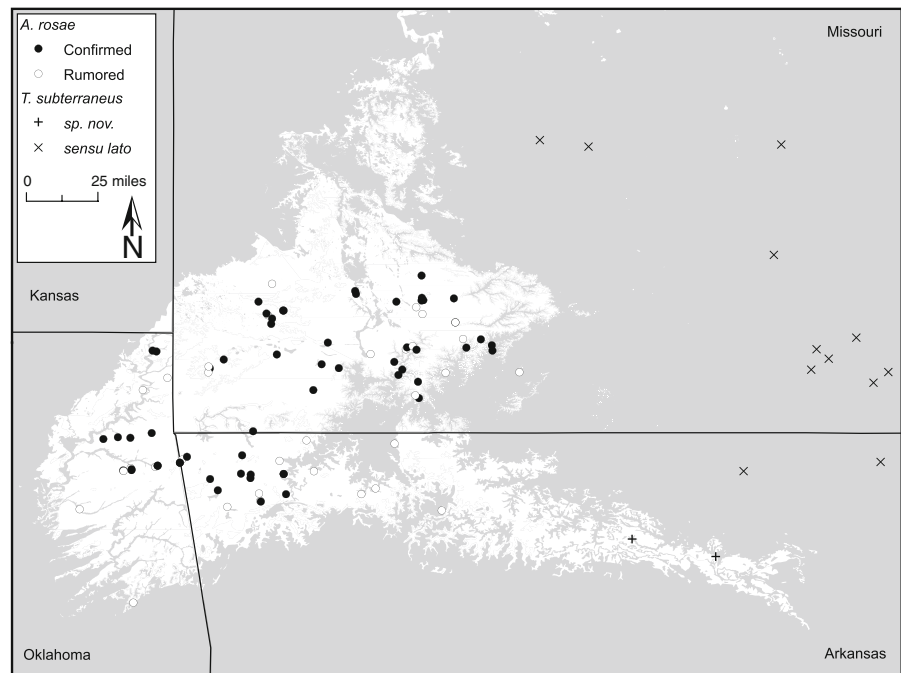 A. rosae
Confirmed
Rumored
T. subterraneus
sp. nov.
sensu lato
0 25 miles
N
Missouri
Kansas
Oklahoma
Arkansas